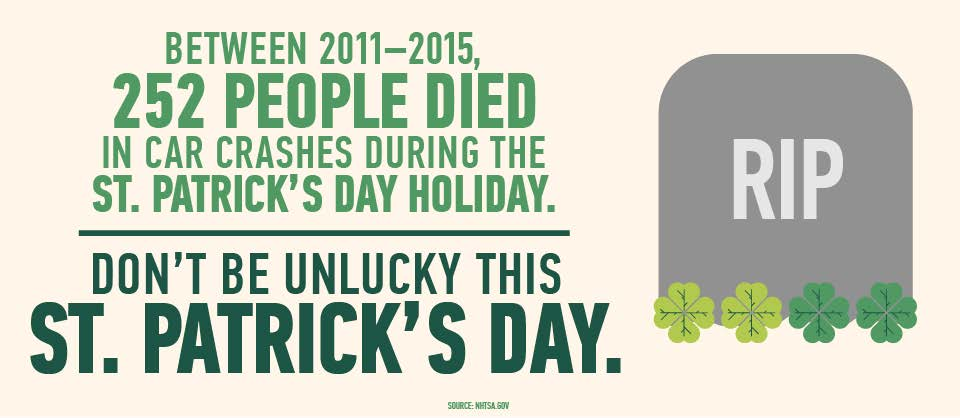 BETWEEN 2011–2015,
252 PEOPLE DIED
IN CAR CRASHES DURING THE
ST. PATRICK'S DAY HOLIDAY.
DON'T BE UNLUCKY THIS
ST. PATRICK'S DAY.
RIP
SOURCE: NHTSA.GOV